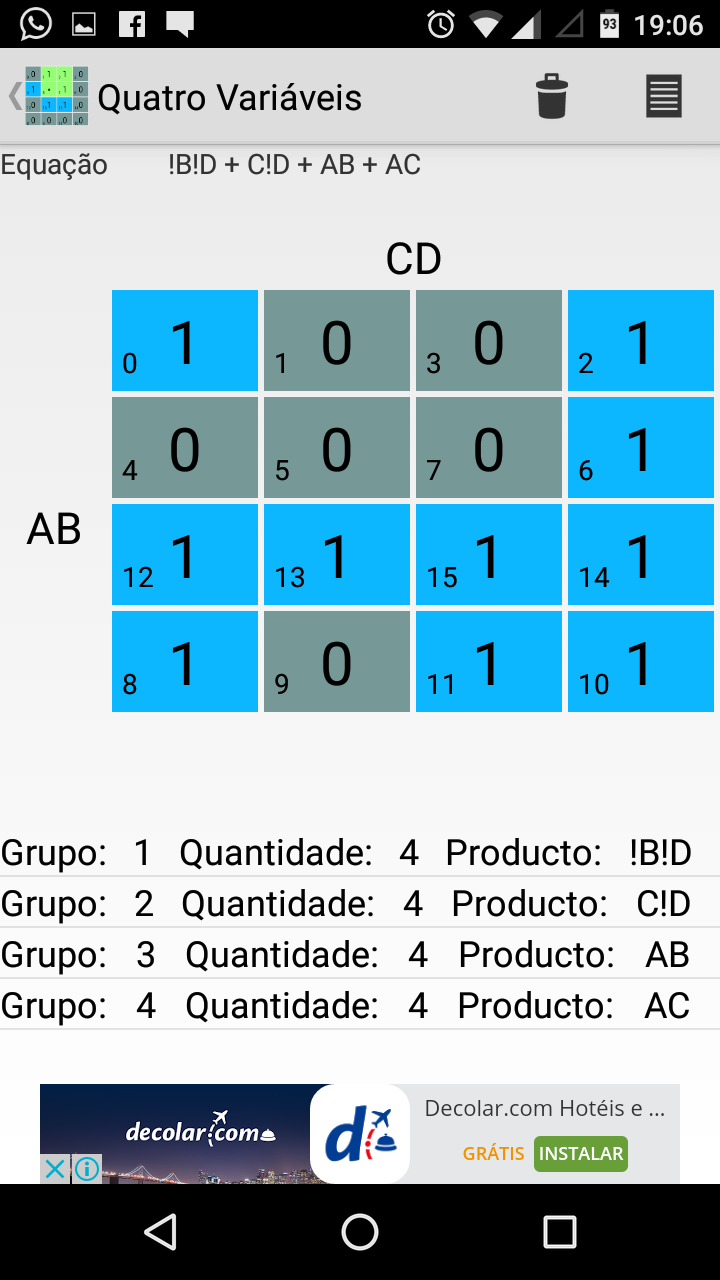 93 19:06
Quatro Variáveis
Equação !B!D + C!D + AB + AC
CD
0 1 1 0 3 0 2 1
4 0 5 0 7 0 6 1
AB
12 1 13 1 15 1 14 1
8 1 9 0 11 1 10 1
Grupo: 1 Quantidade: 4 Producto: !B!D
Grupo: 2 Quantidade: 4 Producto: C!D
Grupo: 3 Quantidade: 4 Producto: AB
Grupo: 4 Quantidade: 4 Producto: AC
decolar.com
d
Decolar.com Hotéis e ...
GRÁTIS INSTALAR